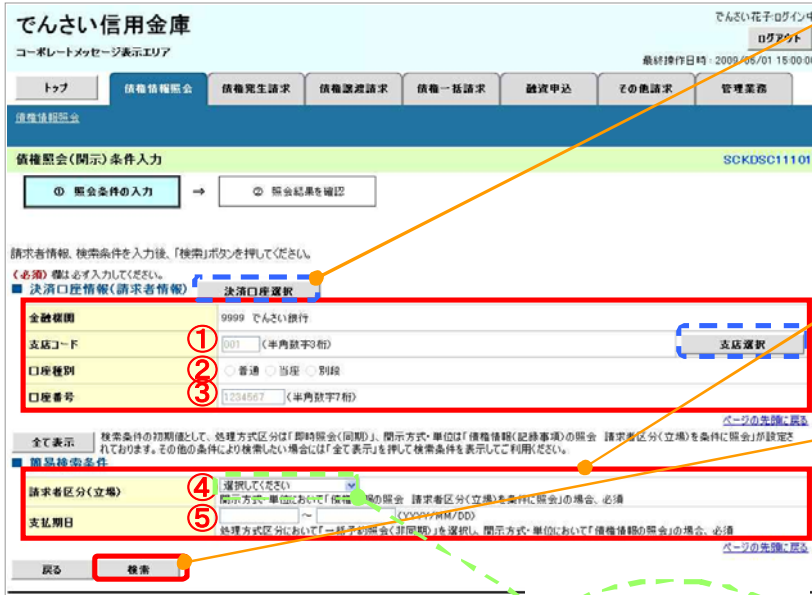 でんさい信用金庫
コーポレートメッセージ表示エリア
でんさい花子:ログイン中
ログアウト
最終操作日時:2009/05/01 15:00:00
トップ 債権情報照会 債権発生請求 債権譲渡請求 債権一括請求 融資申込 その他請求 管理業務
債権情報照会
債権照会(開示)条件入力 SCKDSC11101
① 照会条件の入力 ⇒ ② 照会結果を確認
請求者情報、検索条件を入力後、「検索」ボタンを押してください。
(必須)欄は必ず入力してください。
■ 決済口座情報(請求者情報) 決済口座選択
金融機関 9999 でんさい銀行
支店コード ① 001 (半角数字3桁) 支店選択
口座種別 ② 普通 当座 別段
口座番号 ③ 1234567 (半角数字7桁)
ページの先頭に戻る
全て表示 検索条件の初期値として、処理方式区分は「即時照会(同期)」、開示方式・単位は「債権情報(記録事項)の照会 請求者区分(立場)を条件に照会」が設定さ
れております。その他の条件により検索したい場合には「全て表示」を押して検索条件を表示してご利用ください。
■ 簡易検索条件
請求者区分(立場) ④ 選択してください
開示方式・単位において「債権情報の照会 請求者区分(立場)を条件に照会」の場合、必須
支払期日 ⑤ ~ (YYYY/MM/DD)
処理方式区分において「一括予約照会(非同期)」を選択し、開示方式・単位において「債権情報の照会」の場合、必須
ページの先頭に戻る
戻る 検索